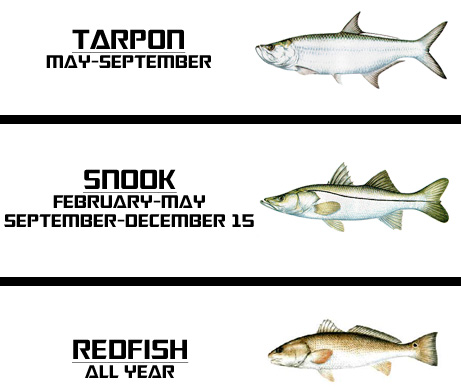 TARPON
MAY-SEPTEMBER
SNOOK
FEBRUARY-MAY
SEPTEMBER-DECEMBER 15
REDFISH
ALL YEAR